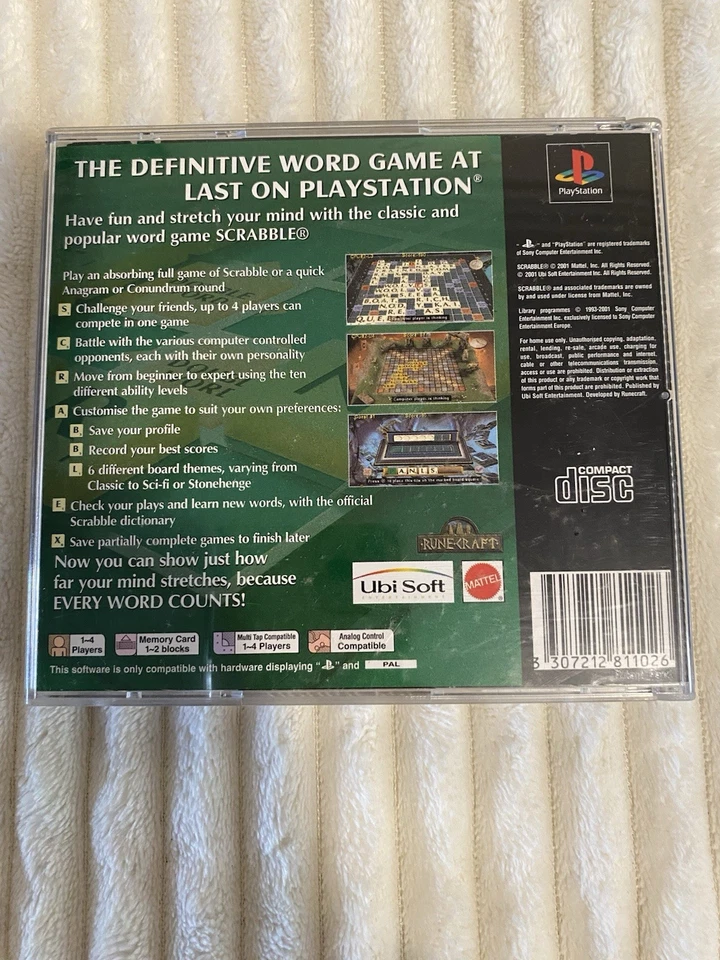 THE DEFINITIVE WORD GAME AT
LAST ON PLAYSTATION®
Have fun and stretch your mind with the classic and
popular word game SCRABBLE®
Play an absorbing full game of Scrabble or a quick
Anagram or Conundrum round
S Challenge your friends, up to 4 players can
compete in one game
C Battle with the various computer controlled
opponents, each with their own personality
R Move from beginner to expert using the ten
different ability levels
A Customise the game to suit your own preferences:
B Save your profile
B Record your best scores
L 6 different board themes, varying from
Classic to Sci-fi or Stonehenge
E Check your plays and learn new words, with the official
Scrabble dictionary
X Save partially complete games to finish later
Now you can show just how
far your mind stretches, because
EVERY WORD COUNTS!
Computer player is thinking
ANUS
RUNECRAFT
Ubi Soft
ENTERTAINMENT
MATTEL
1–4
Players
Memory Card
1–2 blocks
Multi Tap Compatible
1–4 Players
Analog Control
Compatible
This software is only compatible with hardware displaying " " and PAL
PlayStation
" " and "PlayStation" are registered trademarks
of Sony Computer Entertainment Inc.
SCRABBLE® © 2001 Mattel, Inc. All Rights Reserved.
© 2001 Ubi Soft Entertainment Inc. All Rights Reserved.
SCRABBLE® and associated trademarks are owned
by and used under license from Mattel, Inc.
Library programmes © 1993-2001 Sony Computer
Entertainment Inc. exclusively licensed to Sony Computer
Entertainment Europe.
For home use only. Unauthorised copying, adaptation,
rental, lending, re-sale, arcade use, charging for
use, broadcast, public performance and internet,
cable or other telecommunications transmission,
access or use are prohibited. Distribution or extraction
of this product or any trademark or copyright work that
forms part of this product are prohibited. Published by
Ubi Soft Entertainment. Developed by Runecraft.
COMPACT
disc
3 307212 811026